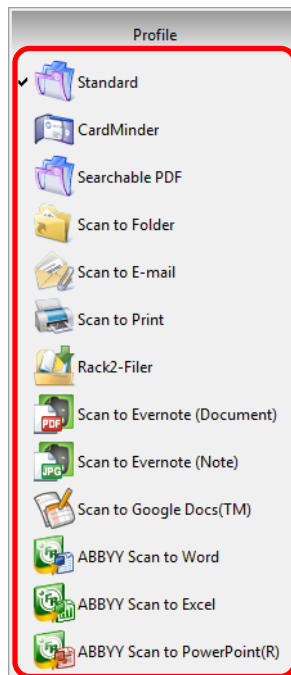 Profile
Standard
CardMinder
Searchable PDF
Scan to Folder
Scan to E-mail
Scan to Print
Rack2-Filer
PDF
Scan to Evernote (Document)
JPG
Scan to Evernote (Note)
Scan to Google Docs(TM)
ABBYY Scan to Word
ABBYY Scan to Excel
ABBYY Scan to PowerPoint(R)